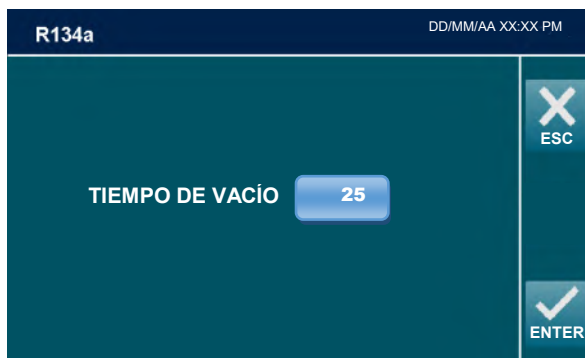 R134a
DD/MM/AA XX:XX PM
ESC
TIEMPO DE VACÍO 25
ENTER